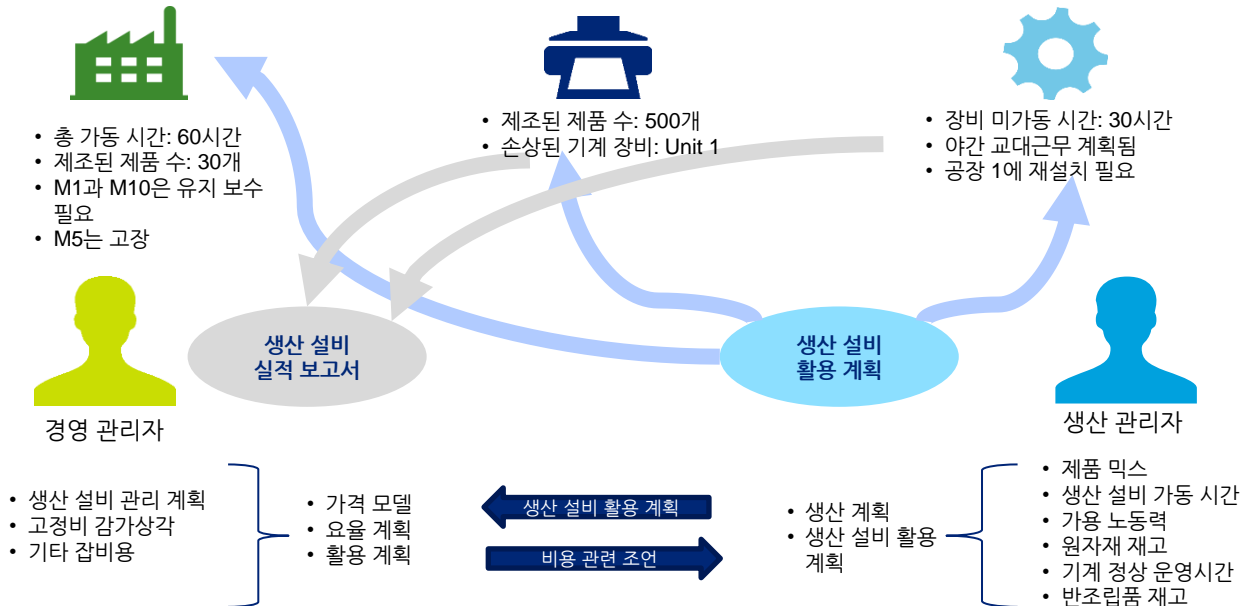 • 총 가동 시간: 60시간
• 제조된 제품 수: 30개
• M1과 M10은 유지 보수
필요
• M5는 고장
• 제조된 제품 수: 500개
• 손상된 기계 장비: Unit 1
• 장비 미가동 시간: 30시간
• 야간 교대근무 계획됨
• 공장 1에 재설치 필요
생산 설비
실적 보고서
생산 설비
활용 계획
경영 관리자
생산 관리자
• 생산 설비 관리 계획
• 고정비 감가상각
• 기타 잡비용
• 가격 모델
• 요율 계획
• 활용 계획
생산 설비 활용 계획
비용 관련 조언
• 생산 계획
• 생산 설비 활용
계획
• 제품 믹스
• 생산 설비 가동 시간
• 가용 노동력
• 원자재 재고
• 기계 정상 운영시간
• 반조립품 재고